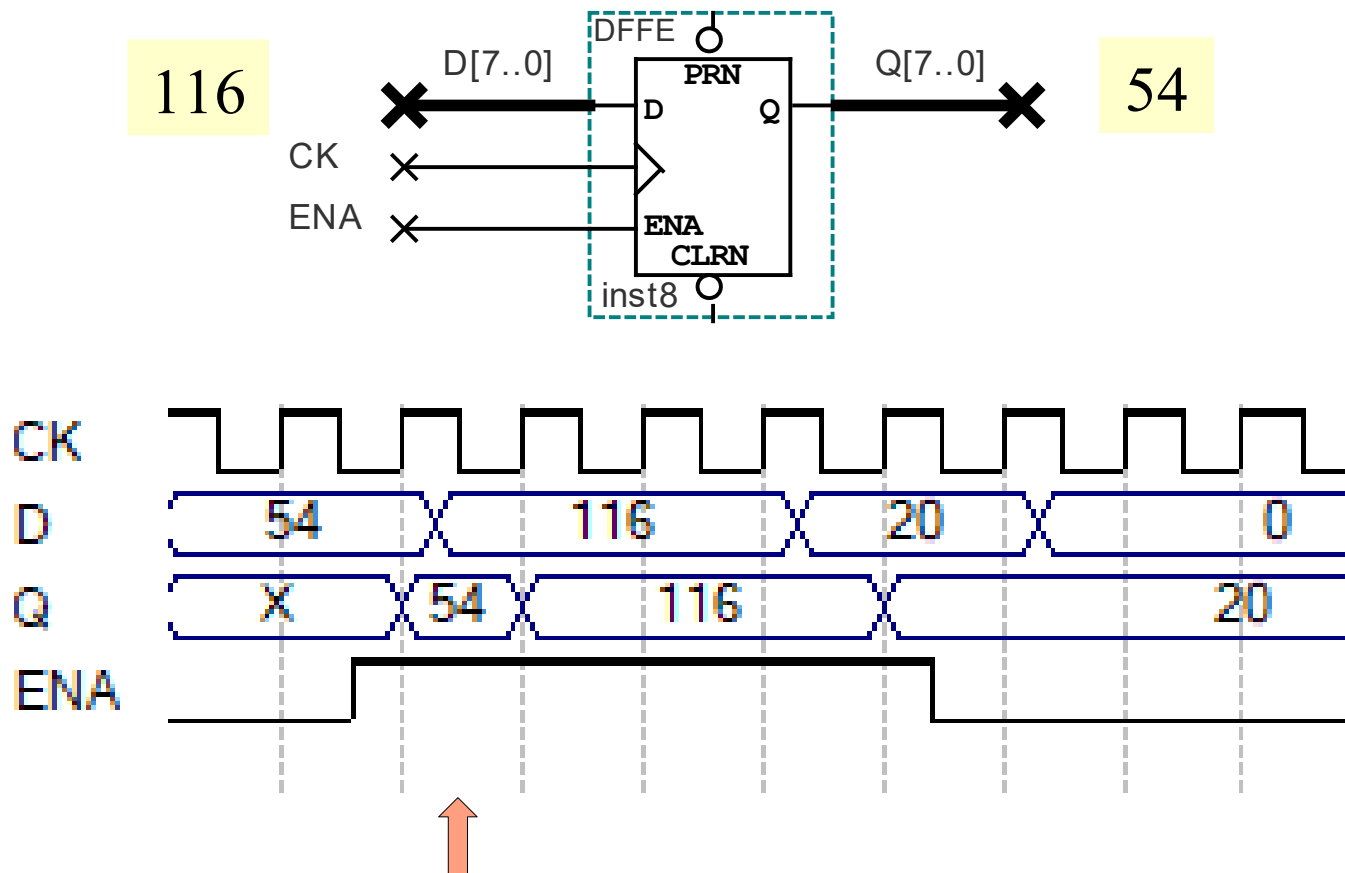 DFFE
116
D[7..0]
PRN
Q[7..0]
54
D
Q
CK
ENA
ENA
CLRN
inst8
CK
D
54
116
20
0
Q
X
54
116
20
ENA